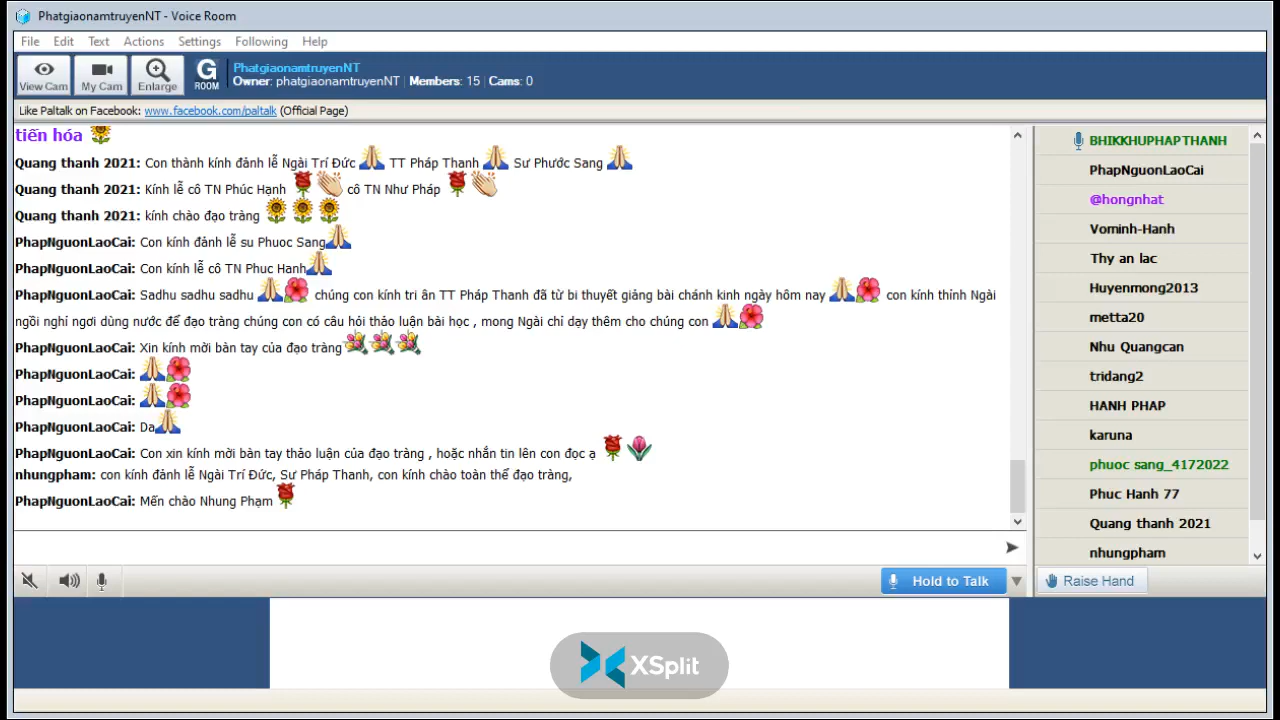 PhatgiaonamtruyenNT - Voice Room
File Edit Text Actions Settings Following Help
View Cam My Cam Enlarge G ROOM
PhatgiaonamtruyenNT
Owner: phatgiaonamtruyenNT | Members: 15 | Cams: 0
Like Paltalk on Facebook: www.facebook.com/paltalk (Official Page)
tiến hóa
Quang thanh 2021: Con thành kính đảnh lễ Ngài Trí Đức TT Pháp Thanh Sư Phước Sang
Quang thanh 2021: Kính lễ cô TN Phúc Hạnh cô TN Như Pháp
Quang thanh 2021: kính chào đạo tràng
PhapNguonLaoCai: Con kính đảnh lễ su Phuoc Sang
PhapNguonLaoCai: Con kính lễ cô TN Phuc Hanh
PhapNguonLaoCai: Sadhu sadhu sadhu chúng con kính tri ân TT Pháp Thanh đã từ bi thuyết giảng bài chánh kinh ngày hôm nay con kính thỉnh Ngài
ngồi nghỉ ngơi dùng nước để đạo tràng chúng con có câu hỏi thảo luận bài học , mong Ngài chỉ dạy thêm cho chúng con
PhapNguonLaoCai: Xin kính mời bàn tay của đạo tràng
PhapNguonLaoCai:
PhapNguonLaoCai:
PhapNguonLaoCai: Da
PhapNguonLaoCai: Con xin kính mời bàn tay thảo luận của đạo tràng , hoặc nhắn tin lên con đọc ạ
nhungpham: con kính đảnh lễ Ngài Trí Đức, Sư Pháp Thanh, con kính chào toàn thể đạo tràng,
PhapNguonLaoCai: Mến chào Nhung Phạm
Hold to Talk
BHIKKHUPHAPTHANH
PhapNguonLaoCai
@hongnhat
Vominh-Hanh
Thy an lac
Huyenmong2013
metta20
Nhu Quangcan
tridang2
HANH PHAP
karuna
phuoc sang_4172022
Phuc Hanh 77
Quang thanh 2021
nhungpham
Raise Hand
XSplit